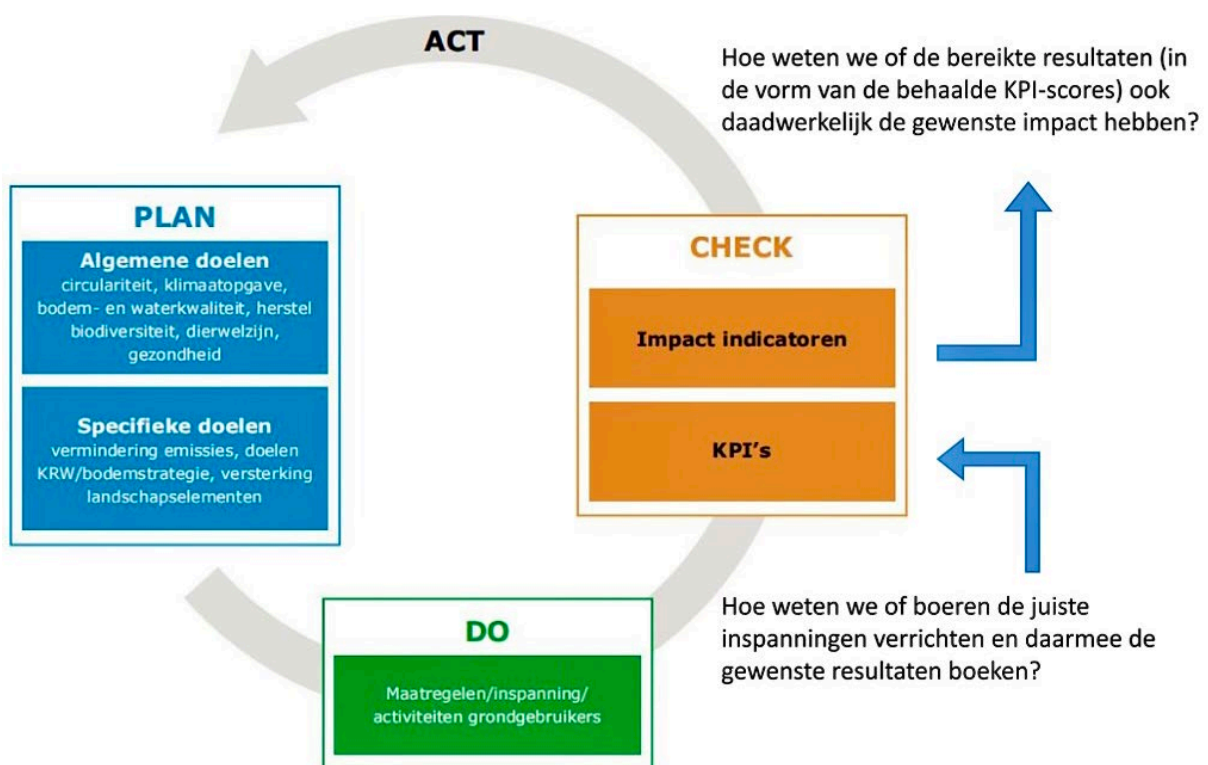 ACT
Hoe weten we of de bereikte resultaten (in
de vorm van de behaalde KPI-scores) ook
daadwerkelijk de gewenste impact hebben?
PLAN
Algemene doelen
circulariteit, klimaatopgave,
bodem- en waterkwaliteit, herstel
biodiversiteit, dierwelzijn,
gezondheid
Specifieke doelen
vermindering emissies, doelen
KRW/bodemstrategie, versterking
landschapselementen
CHECK
Impact indicatoren
KPI's
DO
Maatregelen/inspanning/
activiteiten grondgebruikers
Hoe weten we of boeren de juiste
inspanningen verrichten en daarmee de
gewenste resultaten boeken?